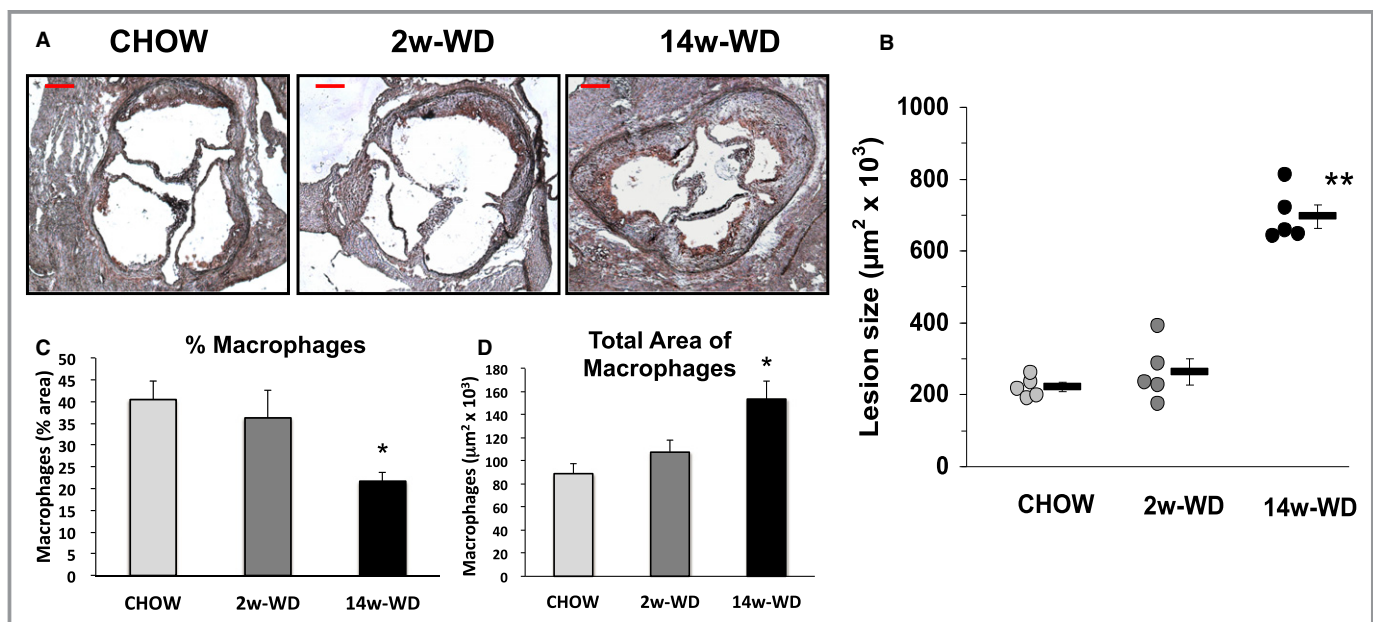 A
CHOW
2w-WD
14w-WD
B
Lesion size (µm² x 10³)
1000
800
600
400
200
0
**
CHOW
2w-WD
14w-WD
C
% Macrophages
Macrophages (% area)
50
45
40
35
30
25
20
15
10
5
0
*
CHOW
2w-WD
14w-WD
D
Total Area of
Macrophages
Macrophages (µm² x 10³)
180
160
140
120
100
80
60
40
20
0
*
CHOW
2w-WD
14w-WD